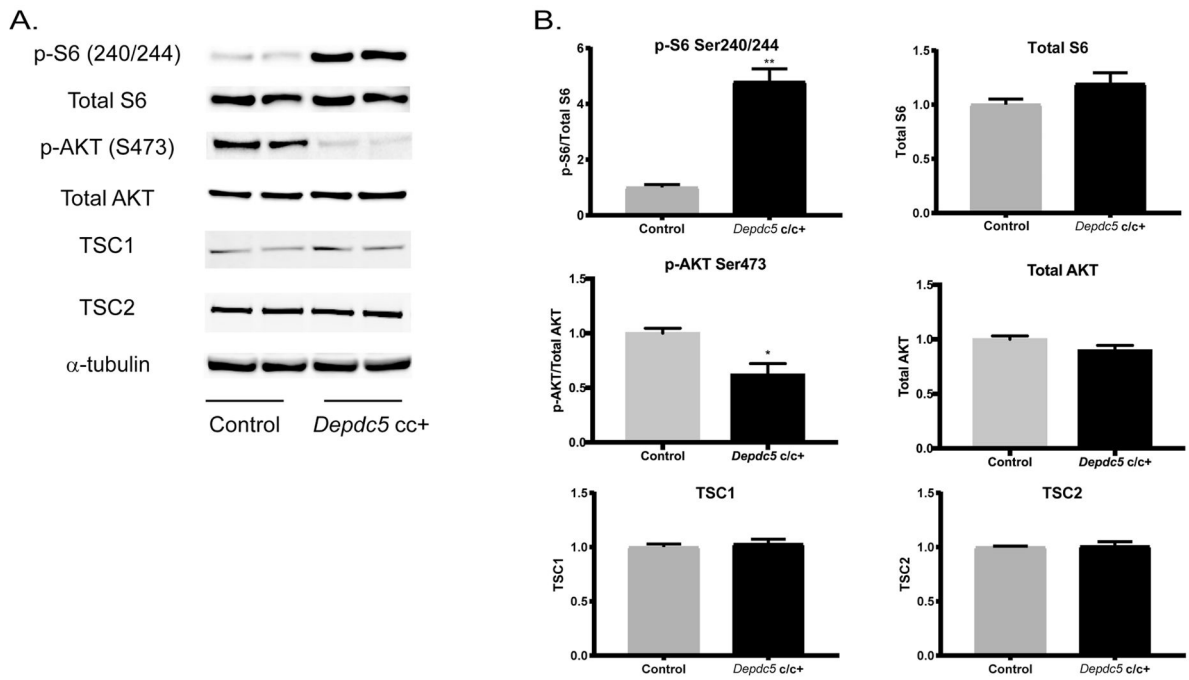 A.
p-S6 (240/244)
Total S6
p-AKT (S473)
Total AKT
TSC1
TSC2
α-tubulin
Control
Depdc5 cc+
B.
p-S6 Ser240/244
p-S6/Total S6
6
4
2
0
**
Control
Depdc5 c/c+
Total S6
Total S6
1.5
1.0
0.5
0.0
Control
Depdc5 c/c+
p-AKT Ser473
p-AKT/Total AKT
1.5
1.0
0.5
0.0
*
Control
Depdc5 c/c+
Total AKT
Total AKT
1.5
1.0
0.5
0.0
Control
Depdc5 c/c+
TSC1
TSC1
1.5
1.0
0.5
0.0
Control
Depdc5 c/c+
TSC2
TSC2
1.5
1.0
0.5
0.0
Control
Depdc5 c/c+